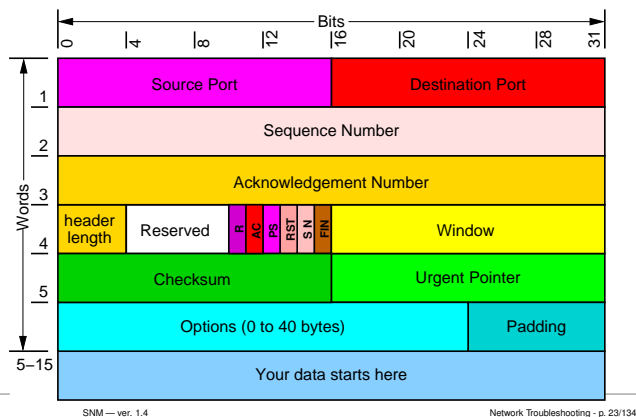 Bits
0 4 8 12 16 20 24 28 31
Words
Source Port Destination Port
1
Sequence Number
2
Acknowledgement Number
3
header length Reserved R AC PS RST S N FIN Window
4
Checksum Urgent Pointer
5
Options (0 to 40 bytes) Padding
5–15
Your data starts here
SNM — ver. 1.4 Network Troubleshooting - p. 23/134